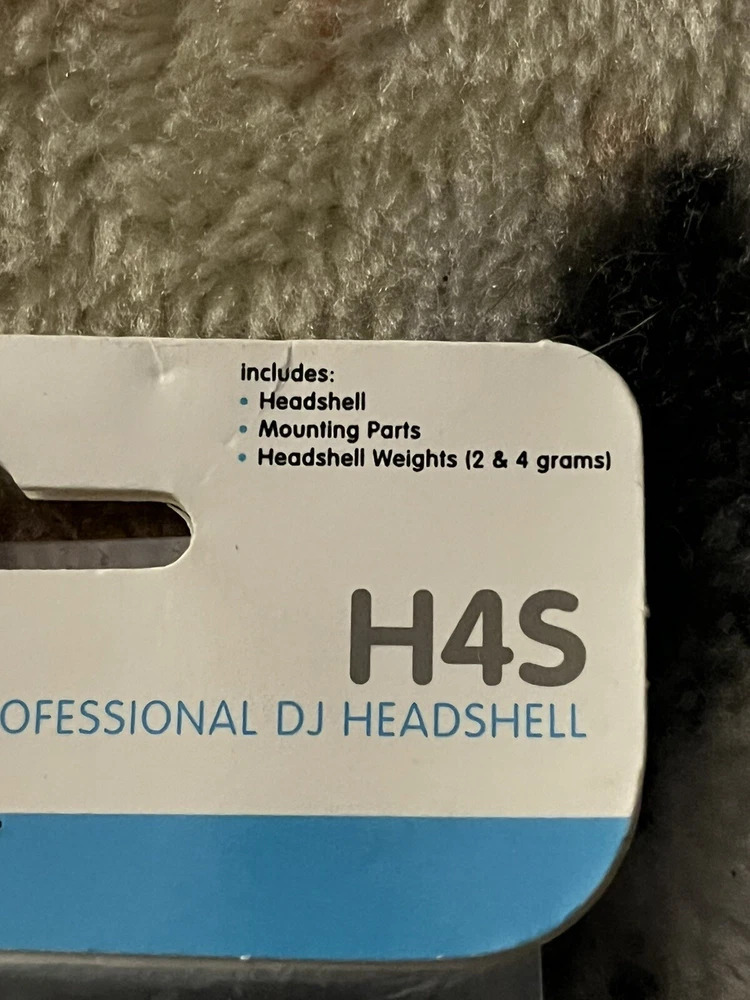 includes:
• Headshell
• Mounting Parts
• Headshell Weights (2 & 4 grams)
H4S
OFESSIONAL DJ HEADSHELL